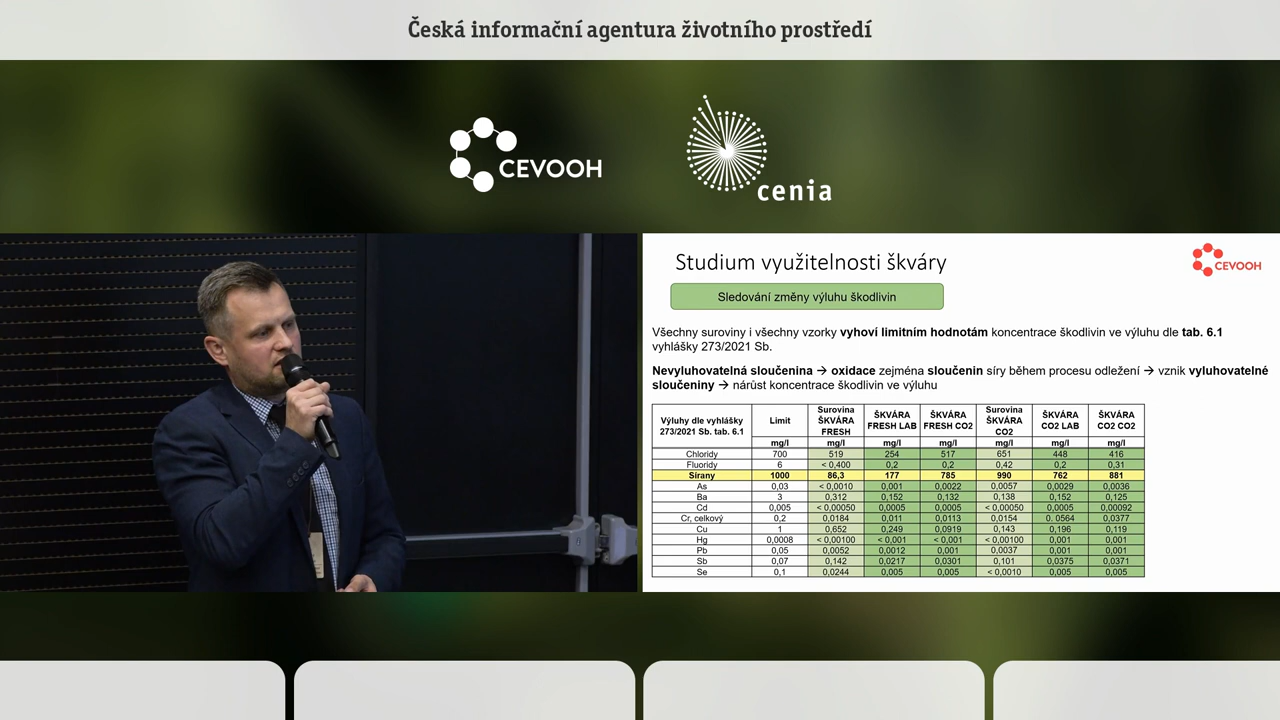 Česká informační agentura životního prostředí
CEVOOH
cenia
Studium využitelnosti škváry
CEVOOH
Sledování změny výluhu škodlivin
Všechny suroviny i všechny vzorky vyhoví limitním hodnotám koncentrace škodlivin ve výluhu dle tab. 6.1
vyhlášky 273/2021 Sb.
Nevyluhovatelná sloučenina → oxidace zejména sloučenin síry během procesu odležení → vznik vyluhovatelné
sloučeniny → nárůst koncentrace škodlivin ve výluhu
Výluhy dle vyhlášky 273/2021 Sb. tab. 6.1 Limit Surovina ŠKVÁRA FRESH ŠKVÁRA FRESH LAB ŠKVÁRA FRESH CO2 Surovina ŠKVÁRA CO2 ŠKVÁRA CO2 LAB ŠKVÁRA CO2 CO2
mg/l mg/l mg/l mg/l mg/l mg/l mg/l
Chloridy 700 519 254 517 651 448 416
Fluoridy 6 < 0,400 0,2 0,2 0,42 0,2 0,31
Sírany 1000 86,3 177 785 990 762 881
As 0,03 < 0,0010 0,001 0,0022 0,0057 0,0029 0,0036
Ba 3 0,312 0,152 0,132 0,138 0,152 0,125
Cd 0,005 < 0,00050 0,0005 0,0005 < 0,00050 0,0005 0,00092
Cr, celkový 0,2 0,0184 0,011 0,0113 0,0154 0, 0564 0,0377
Cu 1 0,652 0,249 0,0919 0,143 0,196 0,119
Hg 0,0008 < 0,00100 < 0,001 < 0,001 < 0,00100 0,001 0,001
Pb 0,05 0,0052 0,0012 0,001 0,0037 0,001 0,001
Sb 0,07 0,142 0,0217 0,0301 0,101 0,0375 0,0371
Se 0,1 0,0244 0,005 0,005 < 0,0010 0,005 0,005